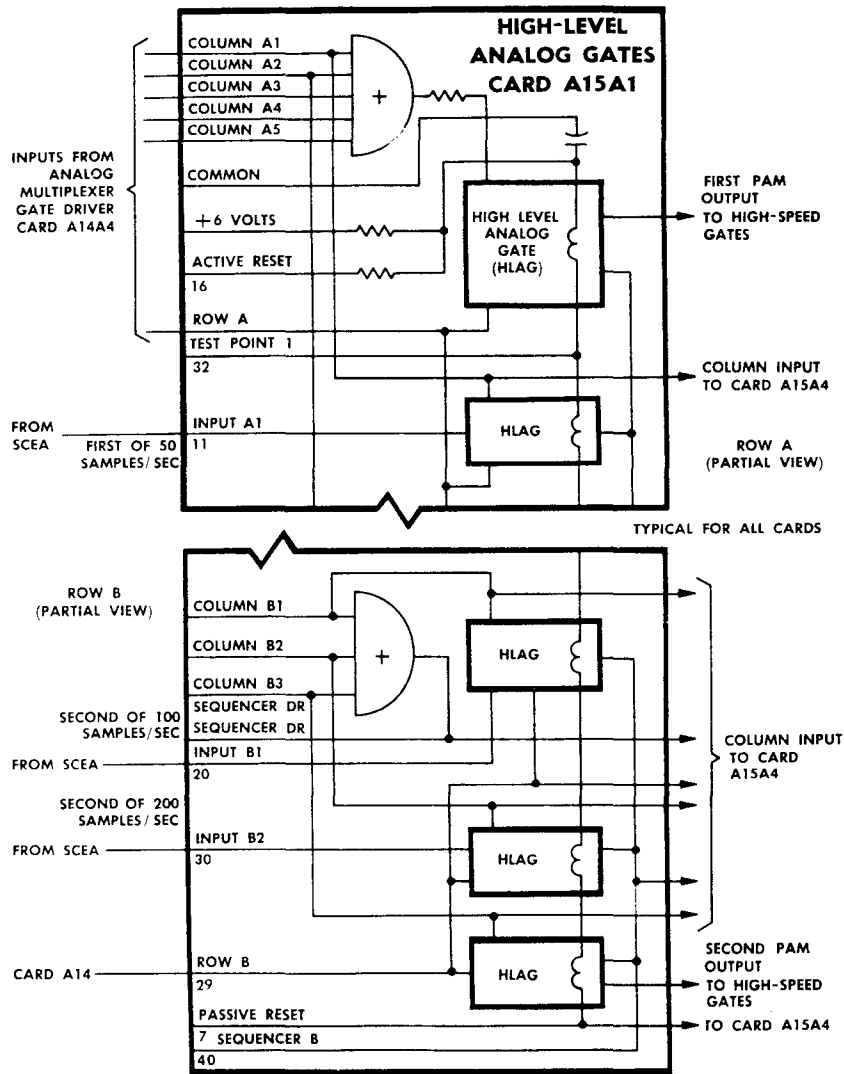 HIGH-LEVEL
ANALOG GATES
CARD A15A1
COLUMN A1
COLUMN A2
COLUMN A3
COLUMN A4
COLUMN A5
+
INPUTS FROM
ANALOG
MULTIPLEXER
GATE DRIVER
CARD A14A4
COMMON
+6 VOLTS
ACTIVE RESET
16
ROW A
TEST POINT 1
32
HIGH LEVEL
ANALOG
GATE
(HLAG)
FIRST PAM
OUTPUT
TO HIGH-SPEED
GATES
COLUMN INPUT
TO CARD A15A4
FROM
SCEA
FIRST OF 50
SAMPLES/SEC
INPUT A1
11
HLAG
ROW A
(PARTIAL VIEW)
TYPICAL FOR ALL CARDS
ROW B
(PARTIAL VIEW)
COLUMN B1
COLUMN B2
COLUMN B3
+
HLAG
SEQUENCER DR
SECOND OF 100
SAMPLES/SEC
SEQUENCER DR
FROM SCEA
INPUT B1
20
COLUMN INPUT
TO CARD
A15A4
SECOND OF 200
SAMPLES/SEC
FROM SCEA
INPUT B2
30
HLAG
CARD A14
ROW B
29
HLAG
SECOND PAM
OUTPUT
TO HIGH-SPEED
GATES
PASSIVE RESET
TO CARD A15A4
7 SEQUENCER B
40